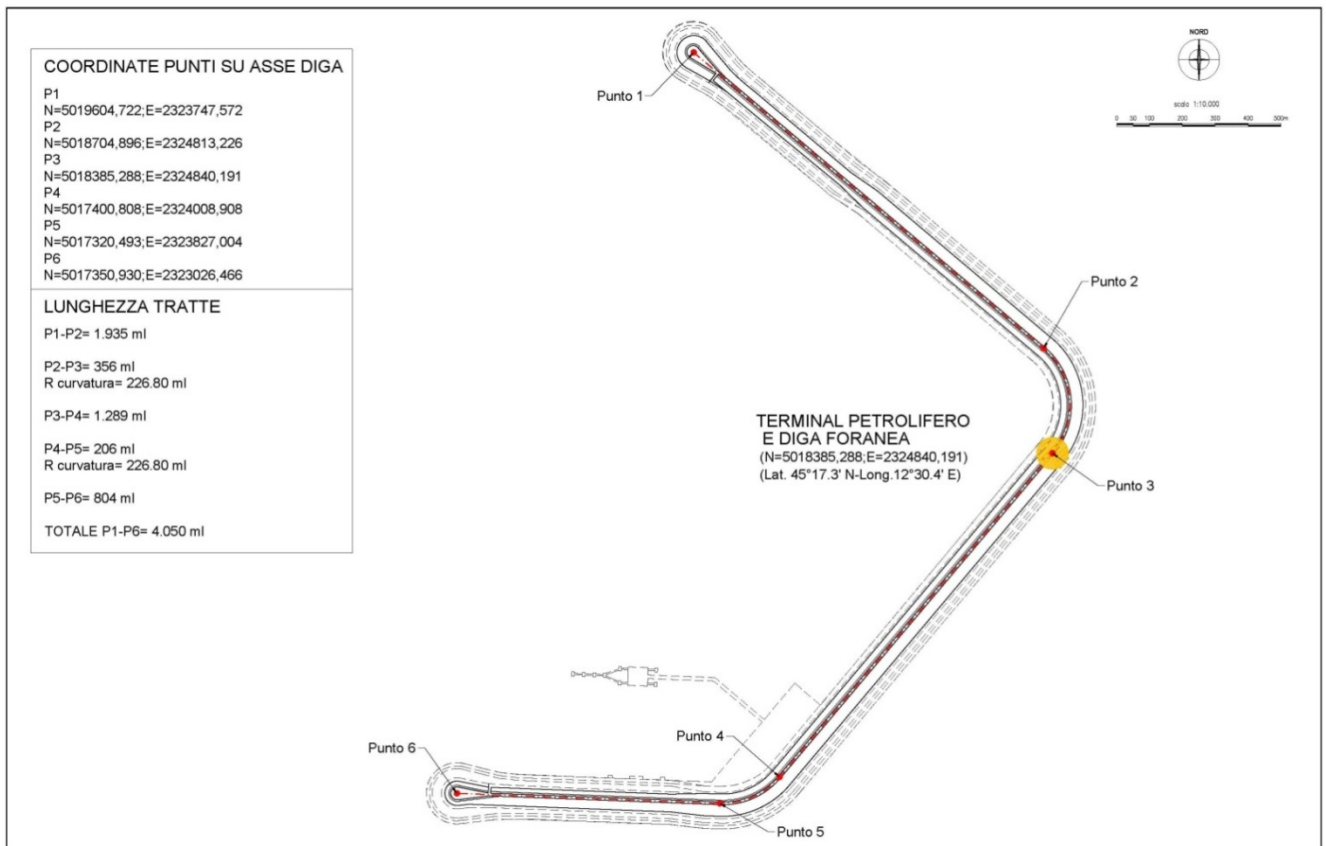 COORDINATE PUNTI SU ASSE DIGA
P1
N=5019604,722;E=2323747,572
P2
N=5018704,896;E=2324813,226
P3
N=5018385,288;E=2324840,191
P4
N=5017400,808;E=2324008,908
P5
N=5017320,493;E=2323827,004
P6
N=5017350,930;E=2323026,466
LUNGHEZZA TRATTE
P1-P2= 1.935 ml
P2-P3= 356 ml
R curvatura= 226.80 ml
P3-P4= 1.289 ml
P4-P5= 206 ml
R curvatura= 226.80 ml
P5-P6= 804 ml
TOTALE P1-P6= 4.050 ml
NORD
scala 1:10.000
0 50 100 200 300 400 500m
Punto 1
Punto 2
TERMINAL PETROLIFERO
E DIGA FORANEA
(N=5018385,288;E=2324840,191)
(Lat. 45°17.3' N-Long.12°30.4' E)
Punto 3
Punto 4
Punto 6
Punto 5